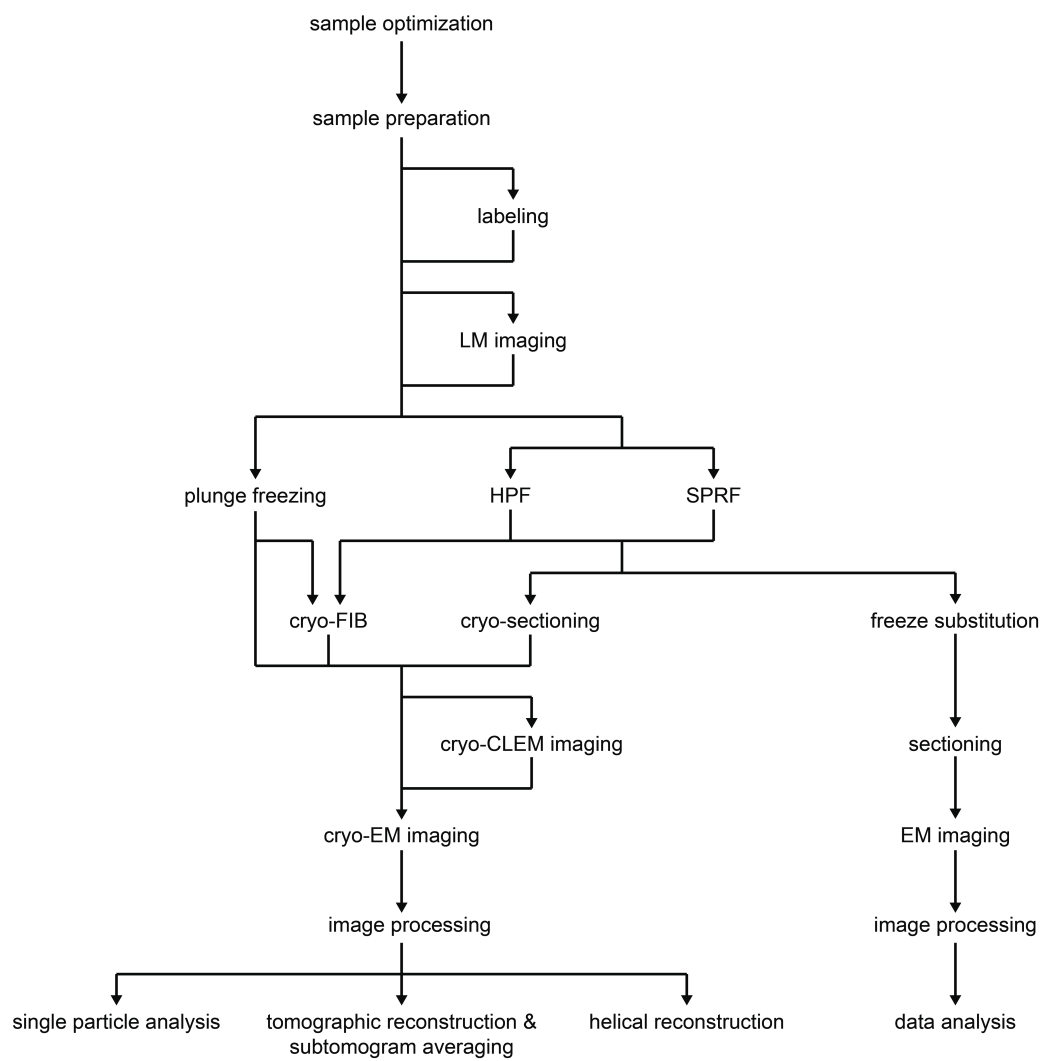 sample optimization
sample preparation
labeling
LM imaging
plunge freezing
HPF
SPRF
cryo-FIB
cryo-sectioning
freeze substitution
cryo-CLEM imaging
sectioning
cryo-EM imaging
EM imaging
image processing
image processing
single particle analysis
tomographic reconstruction &
subtomogram averaging
helical reconstruction
data analysis